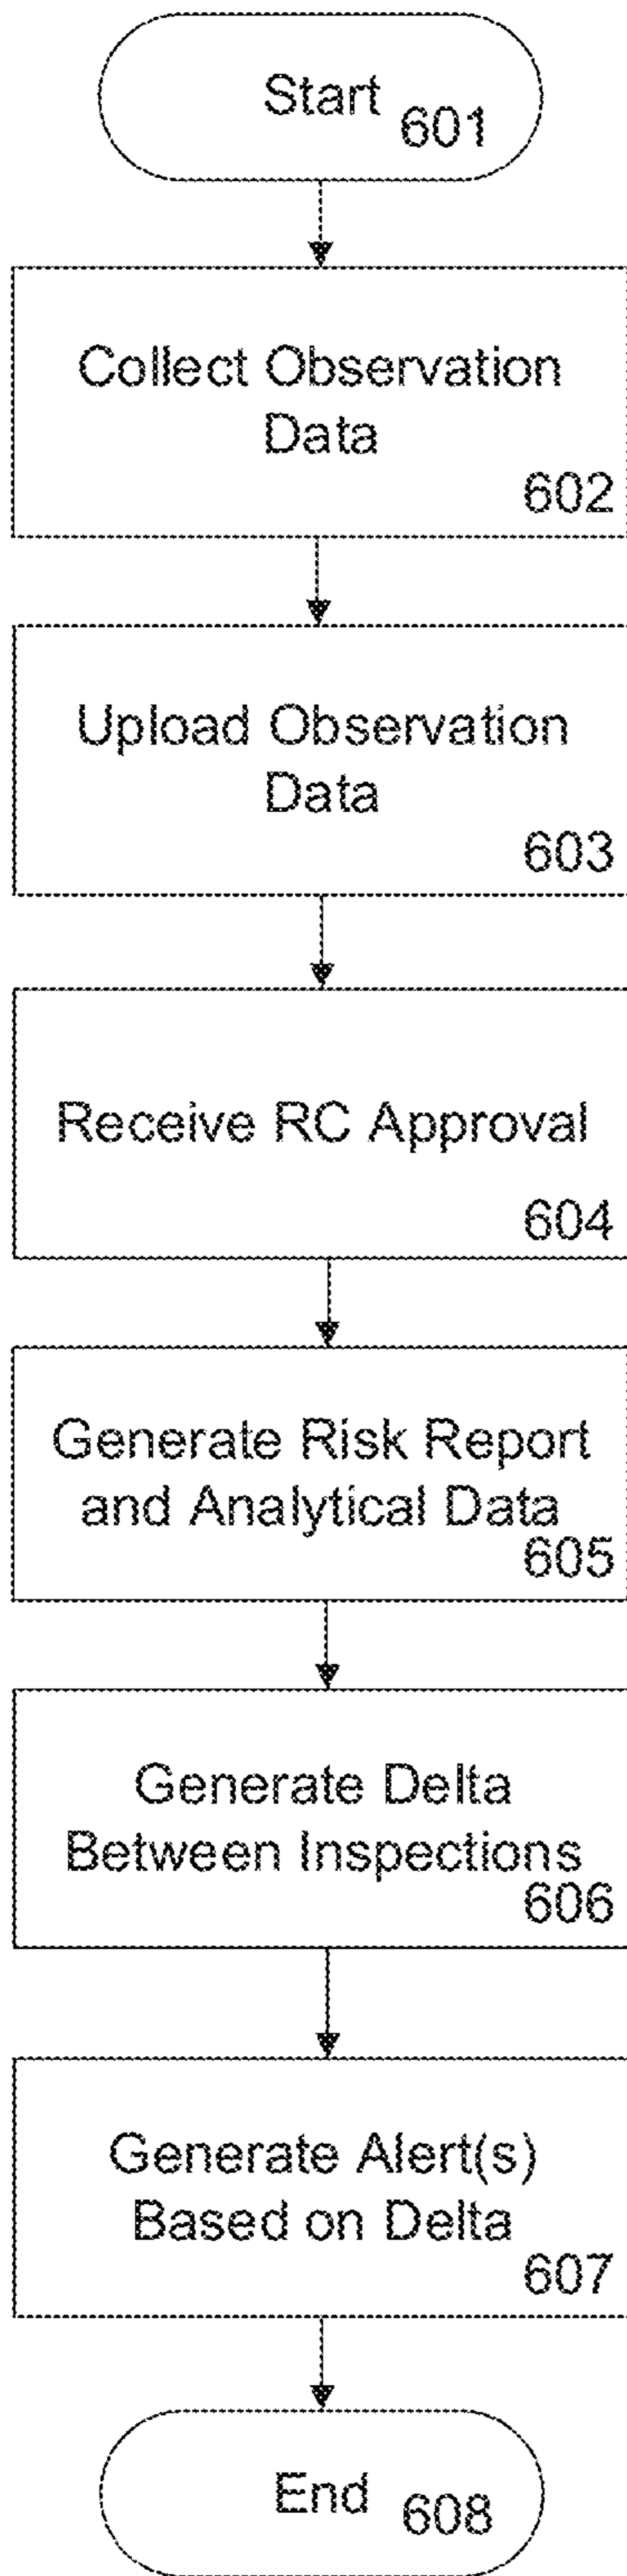 Start
601
Collect Observation
Data
602
Upload Observation
Data
603
Receive RC Approval
604
Generate Risk Report
and Analytical Data
605
Generate Delta
Between Inspections
606
Generate Alert(s)
Based on Delta
607
End
608